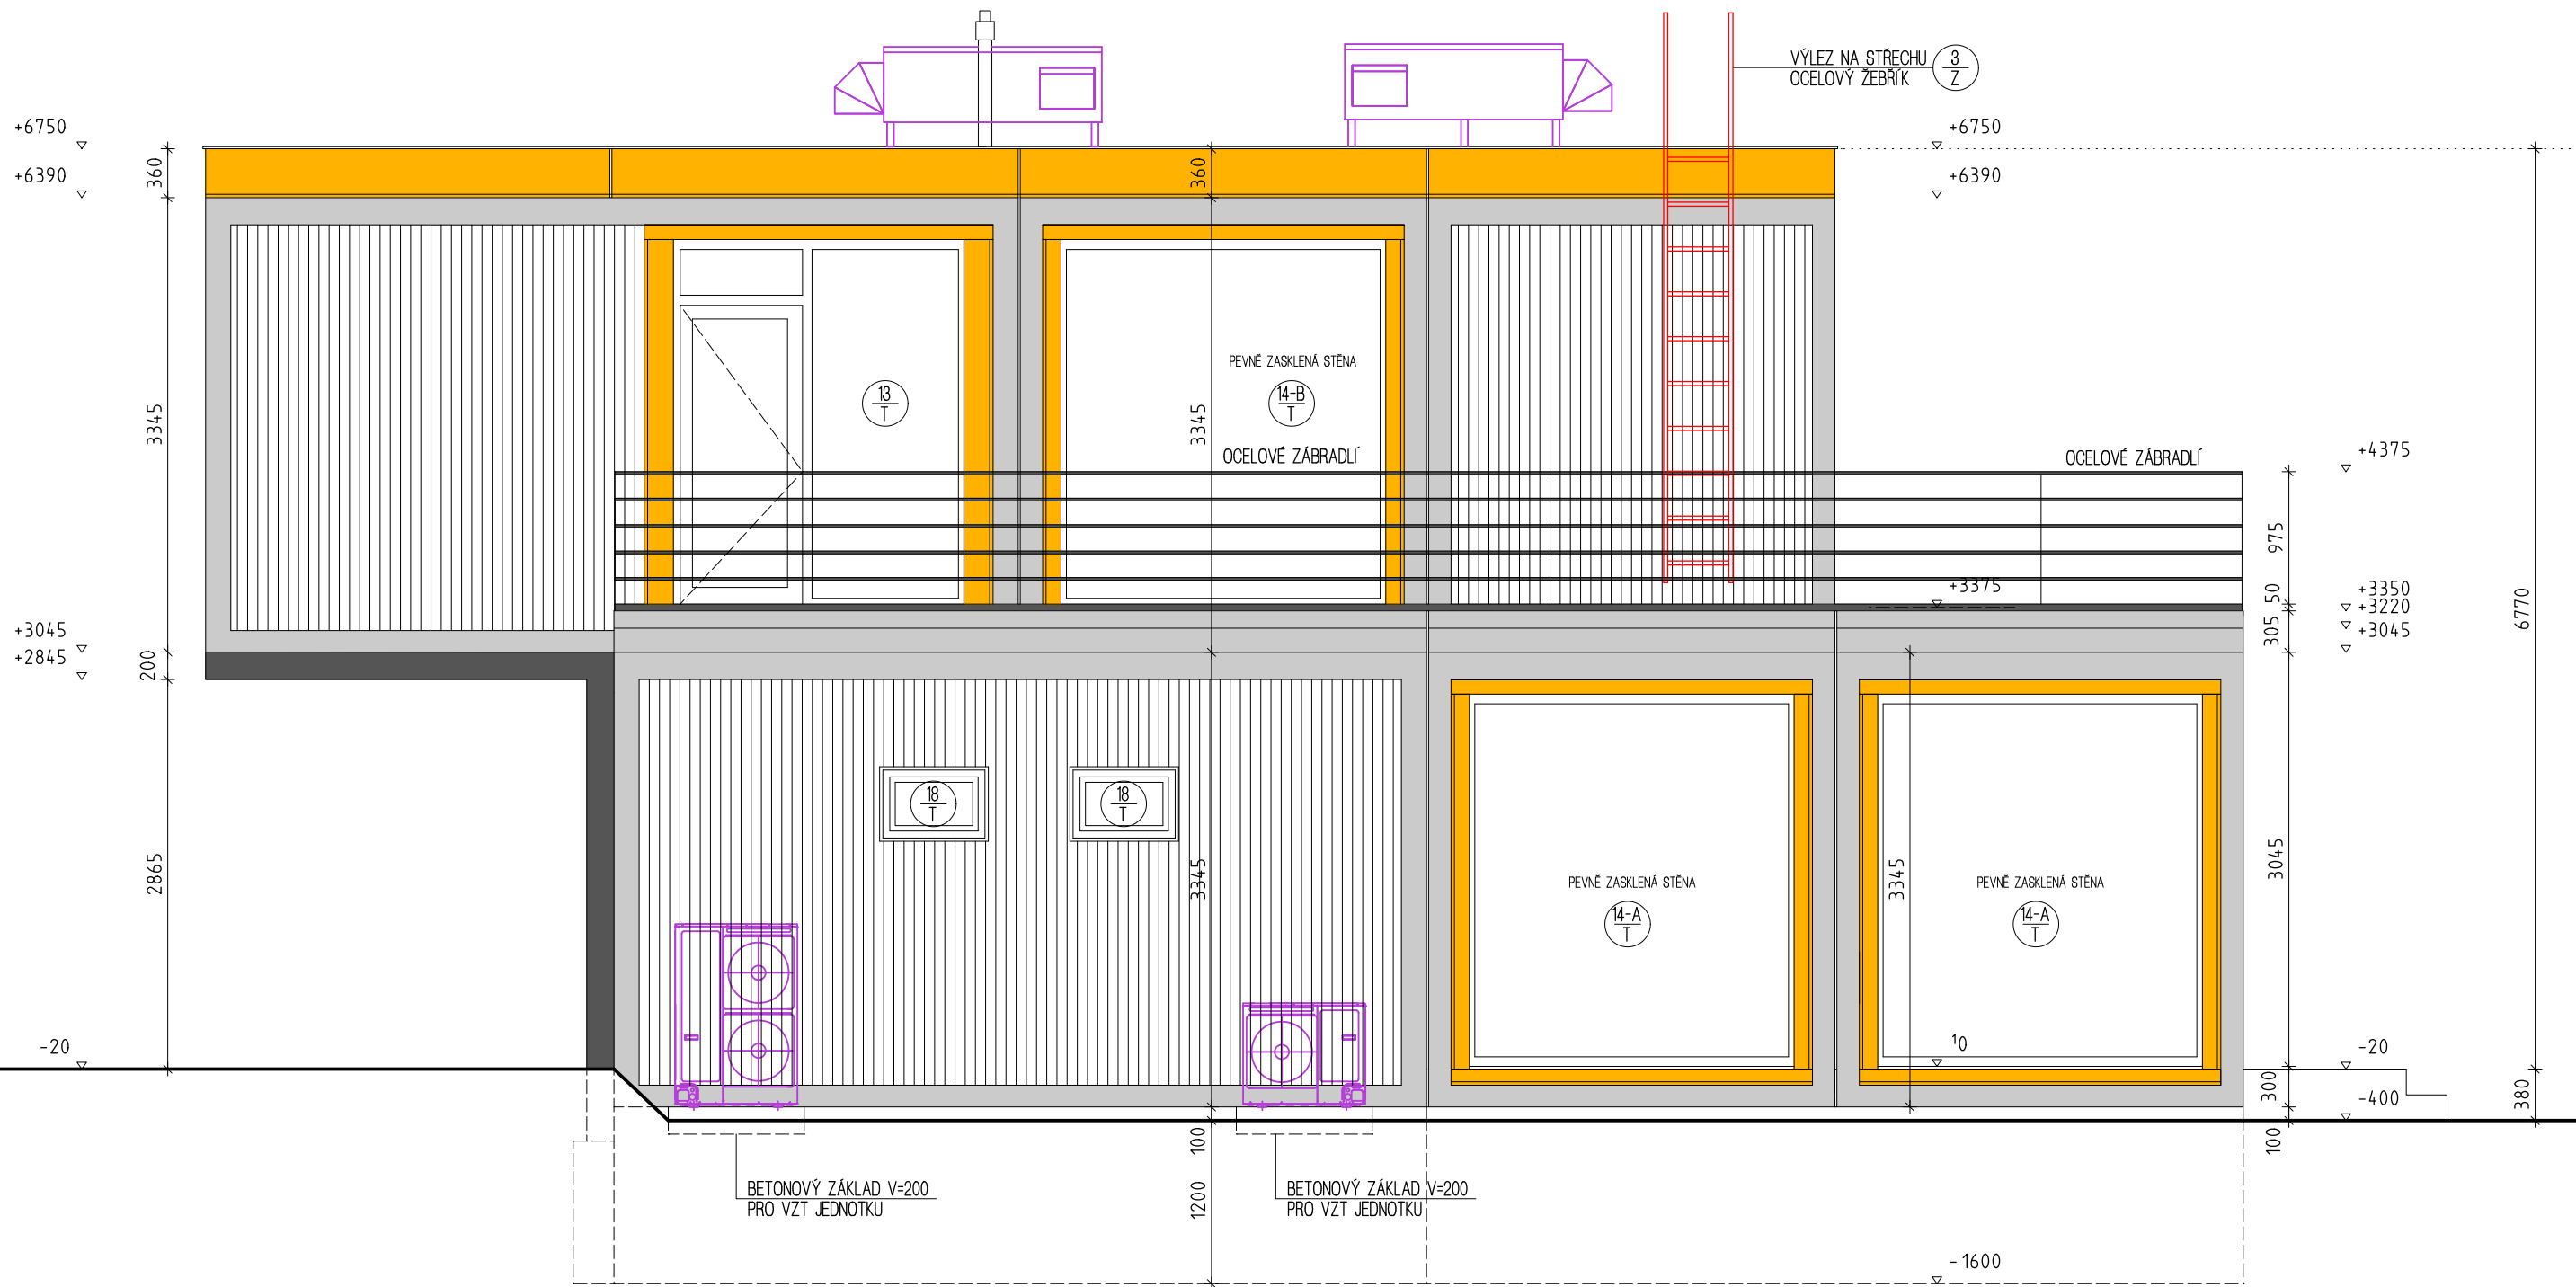 VÝLEZ NA STŘECHU
OCELOVÝ ŽEBŘÍK
3
Z
+6750
+6390
360
360
+6750
+6390
3345
3345
PEVNĚ ZASKLENÁ STĚNA
13
T
14-B
T
OCELOVÉ ZÁBRADLÍ
OCELOVÉ ZÁBRADLÍ
+4375
975
+3375
50
+3350
+3220
+3045
305
6770
+3045
+2845
200
18
T
18
T
2865
3345
3345
3045
PEVNĚ ZASKLENÁ STĚNA
14-A
T
PEVNĚ ZASKLENÁ STĚNA
14-A
T
-20
10
-20
300
-400
380
100
100
BETONOVÝ ZÁKLAD V=200
PRO VZT JEDNOTKU
1200
BETONOVÝ ZÁKLAD V=200
PRO VZT JEDNOTKU
-1600